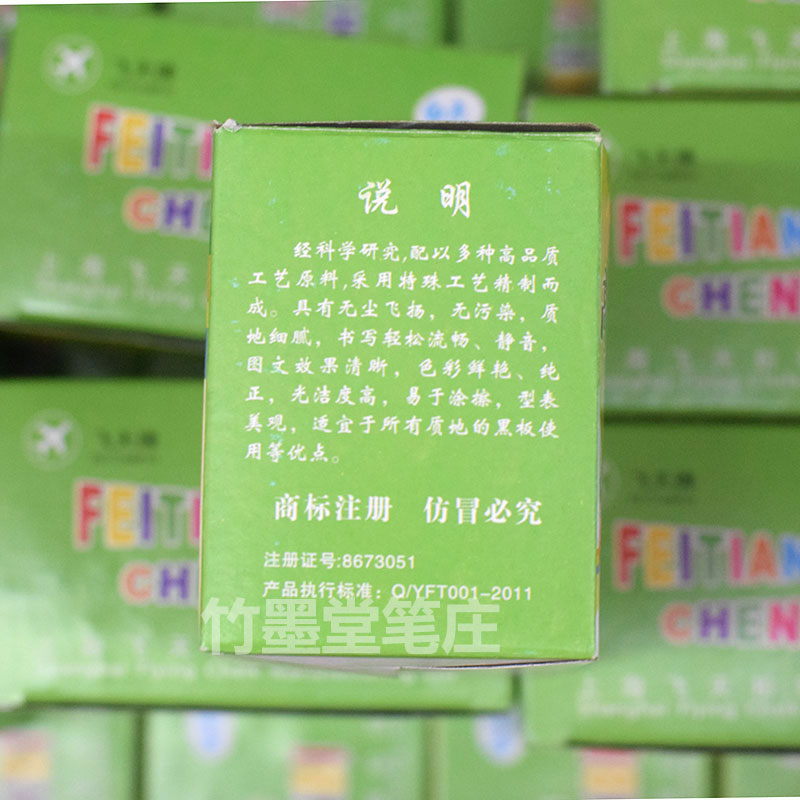 FEITI
CHE
说 明
经科学研究,配以多种高品质
工艺原料,采用特殊工艺精制而
成。具有无尘飞扬，无污染，质
地细腻，书写轻松流畅、静音，
图文效果清晰，色彩鲜艳、纯
正，光洁度高，易于涂擦，型表
美观，适宜于所有质地的黑板使
用等优点。
商标注册 仿冒必究
注册证号:8673051
产品执行标准：Q/YFT001-2011
竹墨堂笔庄
FEITIAN
CHEN
FEITI
CH
FEITIAN
CHEN